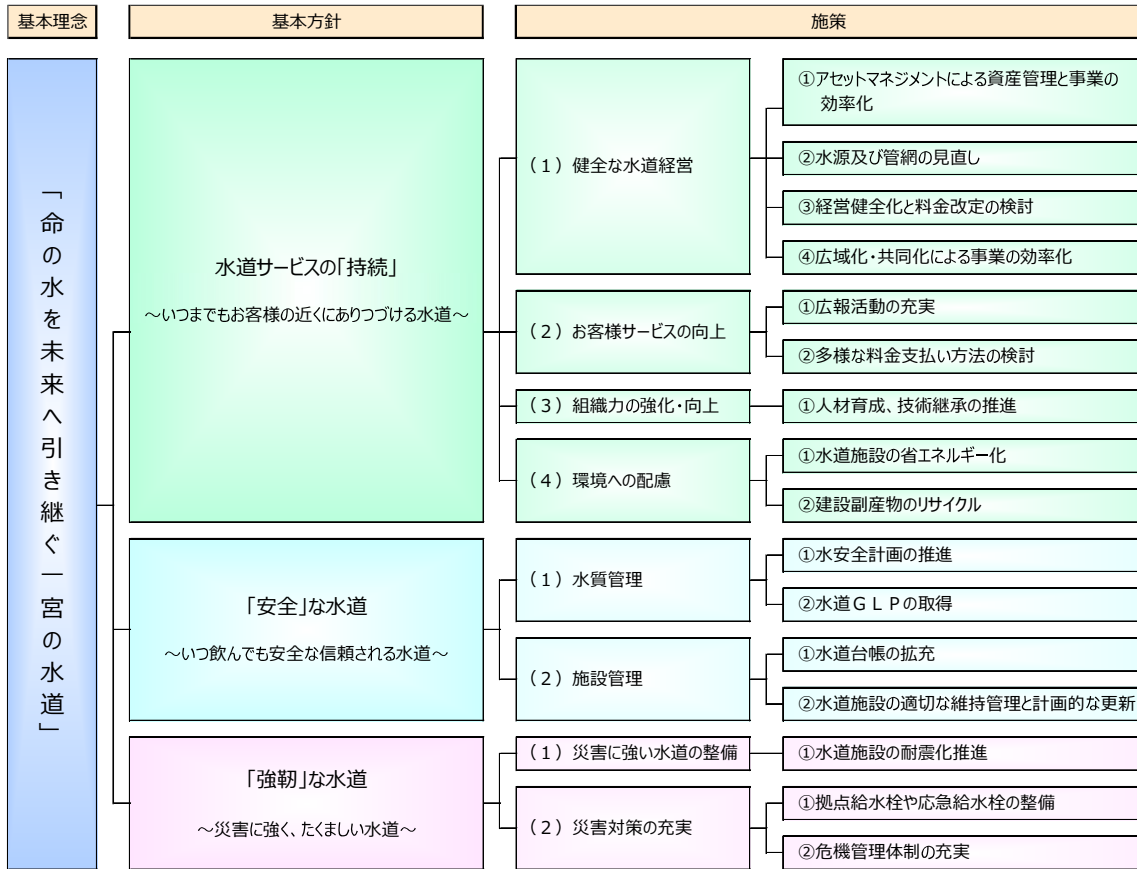 基本理念
基本方針
施策
「命の水を未来へ引き継ぐ一宮の水道」
水道サービスの「持続」
～いつまでもお客様の近くにありつづける水道～
（１）健全な水道経営
①アセットマネジメントによる資産管理と事業の
効率化
②水源及び管網の見直し
③経営健全化と料金改定の検討
④広域化・共同化による事業の効率化
（２）お客様サービスの向上
①広報活動の充実
②多様な料金支払い方法の検討
（３）組織力の強化・向上
①人材育成、技術継承の推進
（４）環境への配慮
①水道施設の省エネルギー化
②建設副産物のリサイクル
「安全」な水道
～いつ飲んでも安全な信頼される水道～
（１）水質管理
①水安全計画の推進
②水道ＧＬＰの取得
（２）施設管理
①水道台帳の拡充
②水道施設の適切な維持管理と計画的な更新
「強靭」な水道
～災害に強く、たくましい水道～
（１）災害に強い水道の整備
①水道施設の耐震化推進
（２）災害対策の充実
①拠点給水栓や応急給水栓の整備
②危機管理体制の充実